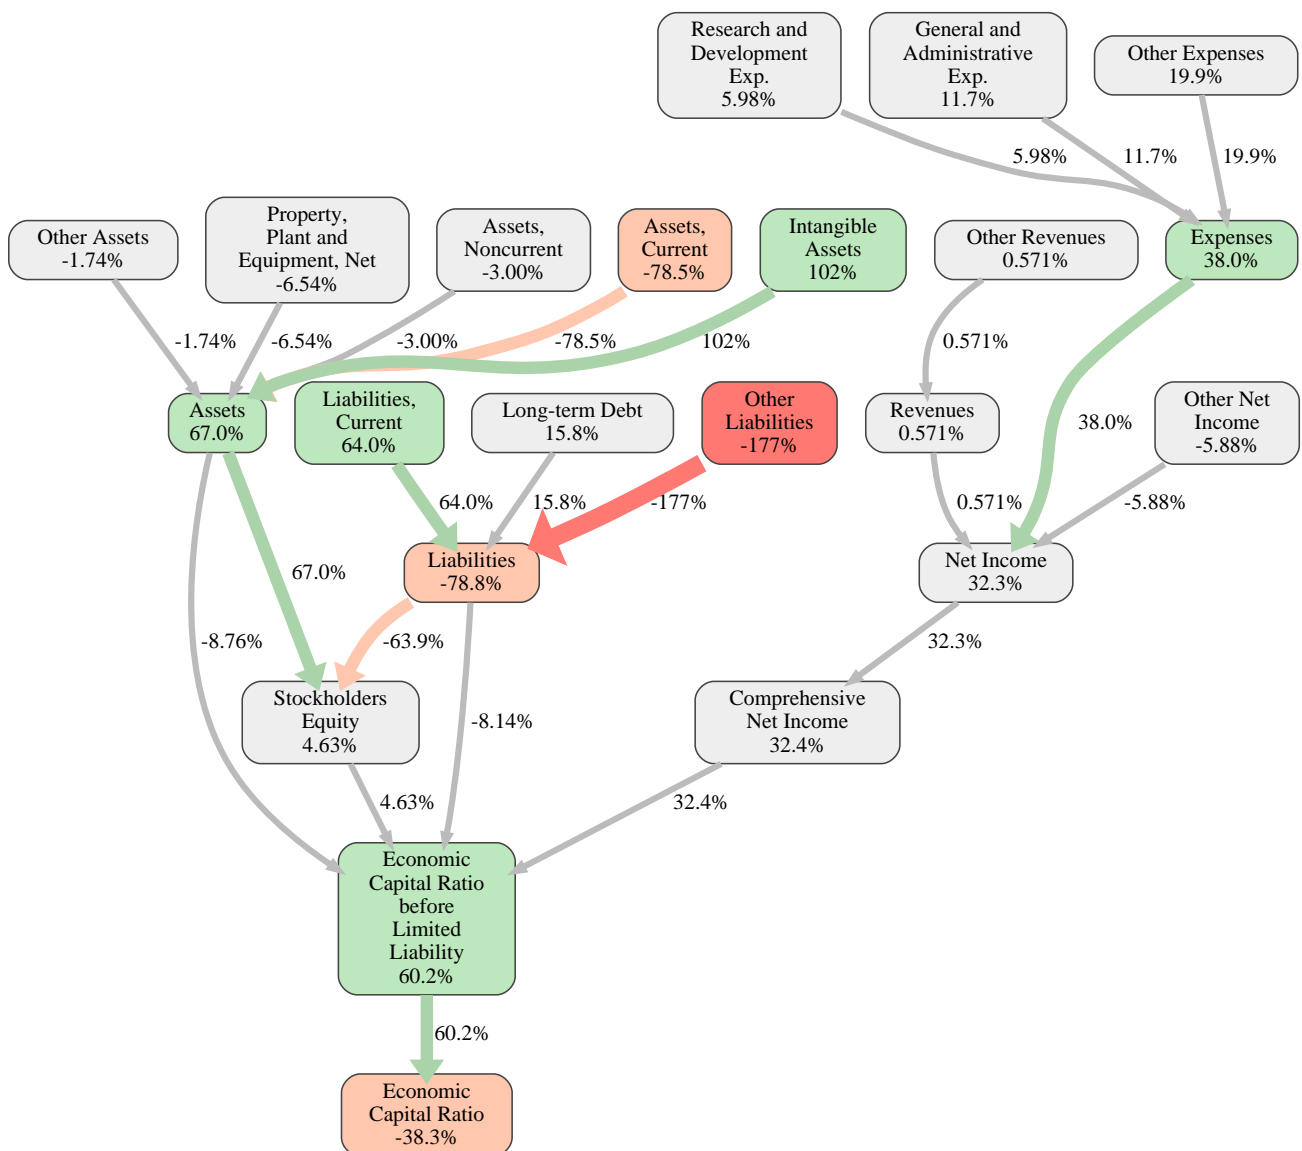 Research and
Development
Exp.
5.98%
General and
Administrative
Exp.
11.7%
Other Expenses
19.9%
5.98%
11.7%
19.9%
Other Assets
-1.74%
Property,
Plant and
Equipment, Net
-6.54%
Assets,
Noncurrent
-3.00%
Assets,
Current
-78.5%
Intangible
Assets
102%
Other Revenues
0.571%
Expenses
38.0%
-1.74%
-6.54%
-3.00%
-78.5%
102%
0.571%
Assets
67.0%
Liabilities,
Current
64.0%
Long-term Debt
15.8%
Other
Liabilities
-177%
Revenues
0.571%
38.0%
Other Net
Income
-5.88%
64.0%
15.8%
-177%
0.571%
-5.88%
Liabilities
-78.8%
Net Income
32.3%
67.0%
-8.76%
-63.9%
32.3%
Stockholders
Equity
4.63%
-8.14%
Comprehensive
Net Income
32.4%
4.63%
32.4%
Economic
Capital Ratio
before
Limited
Liability
60.2%
60.2%
Economic
Capital Ratio
-38.3%